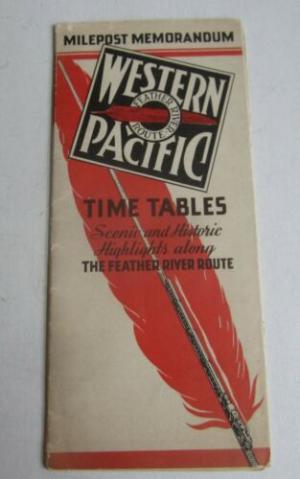 MILEPOST MEMORANDUM
WESTERN
FEATHER RIVER
ROUTE
PACIFIC
TIME TABLES
Scenic and Historic
Highlights along
THE FEATHER RIVER ROUTE